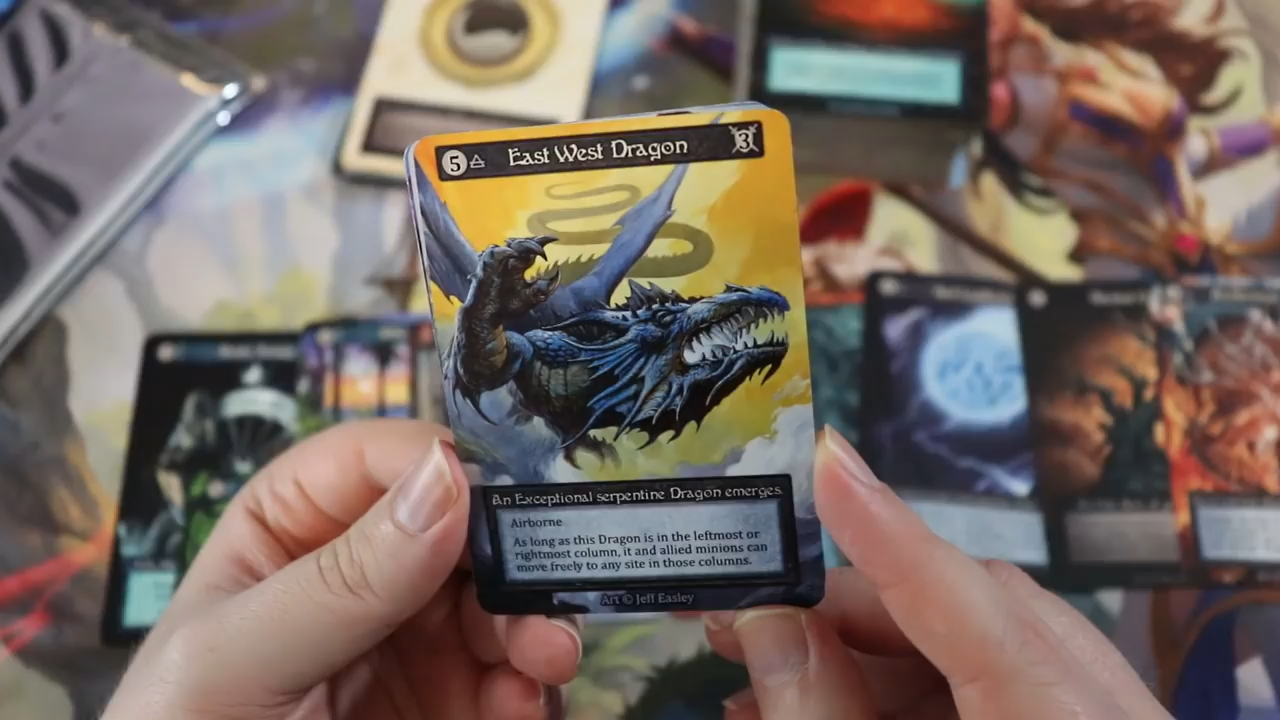 5 East West Dragon 3
An Exceptional serpentine Dragon emerges.
Airborne
As long as this Dragon is in the leftmost or
rightmost column, it and allied minions can
move freely to any site in those columns.
Art © Jeff Easley